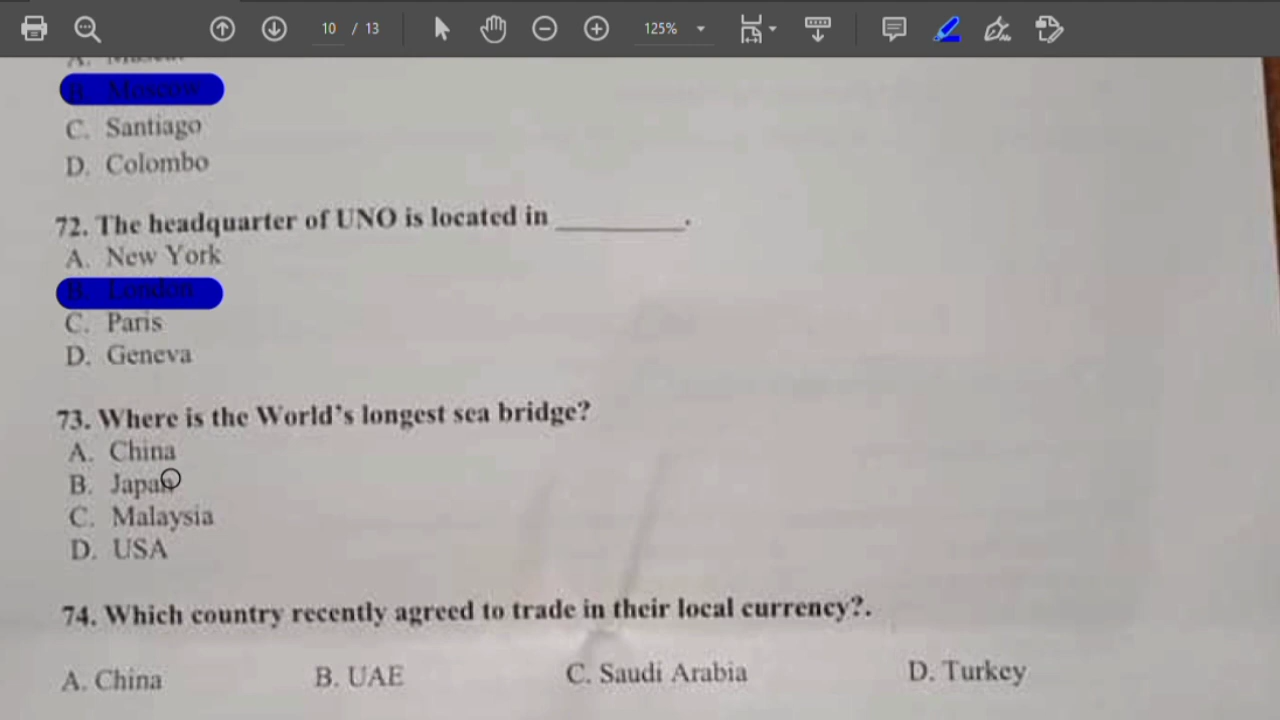 10 / 13
125%
B. Moscow
C. Santiago
D. Colombo
72. The headquarter of UNO is located in ________.
A. New York
B. London
C. Paris
D. Geneva
73. Where is the World's longest sea bridge?
A. China
B. Japan
C. Malaysia
D. USA
74. Which country recently agreed to trade in their local currency?.
A. China B. UAE C. Saudi Arabia D. Turkey